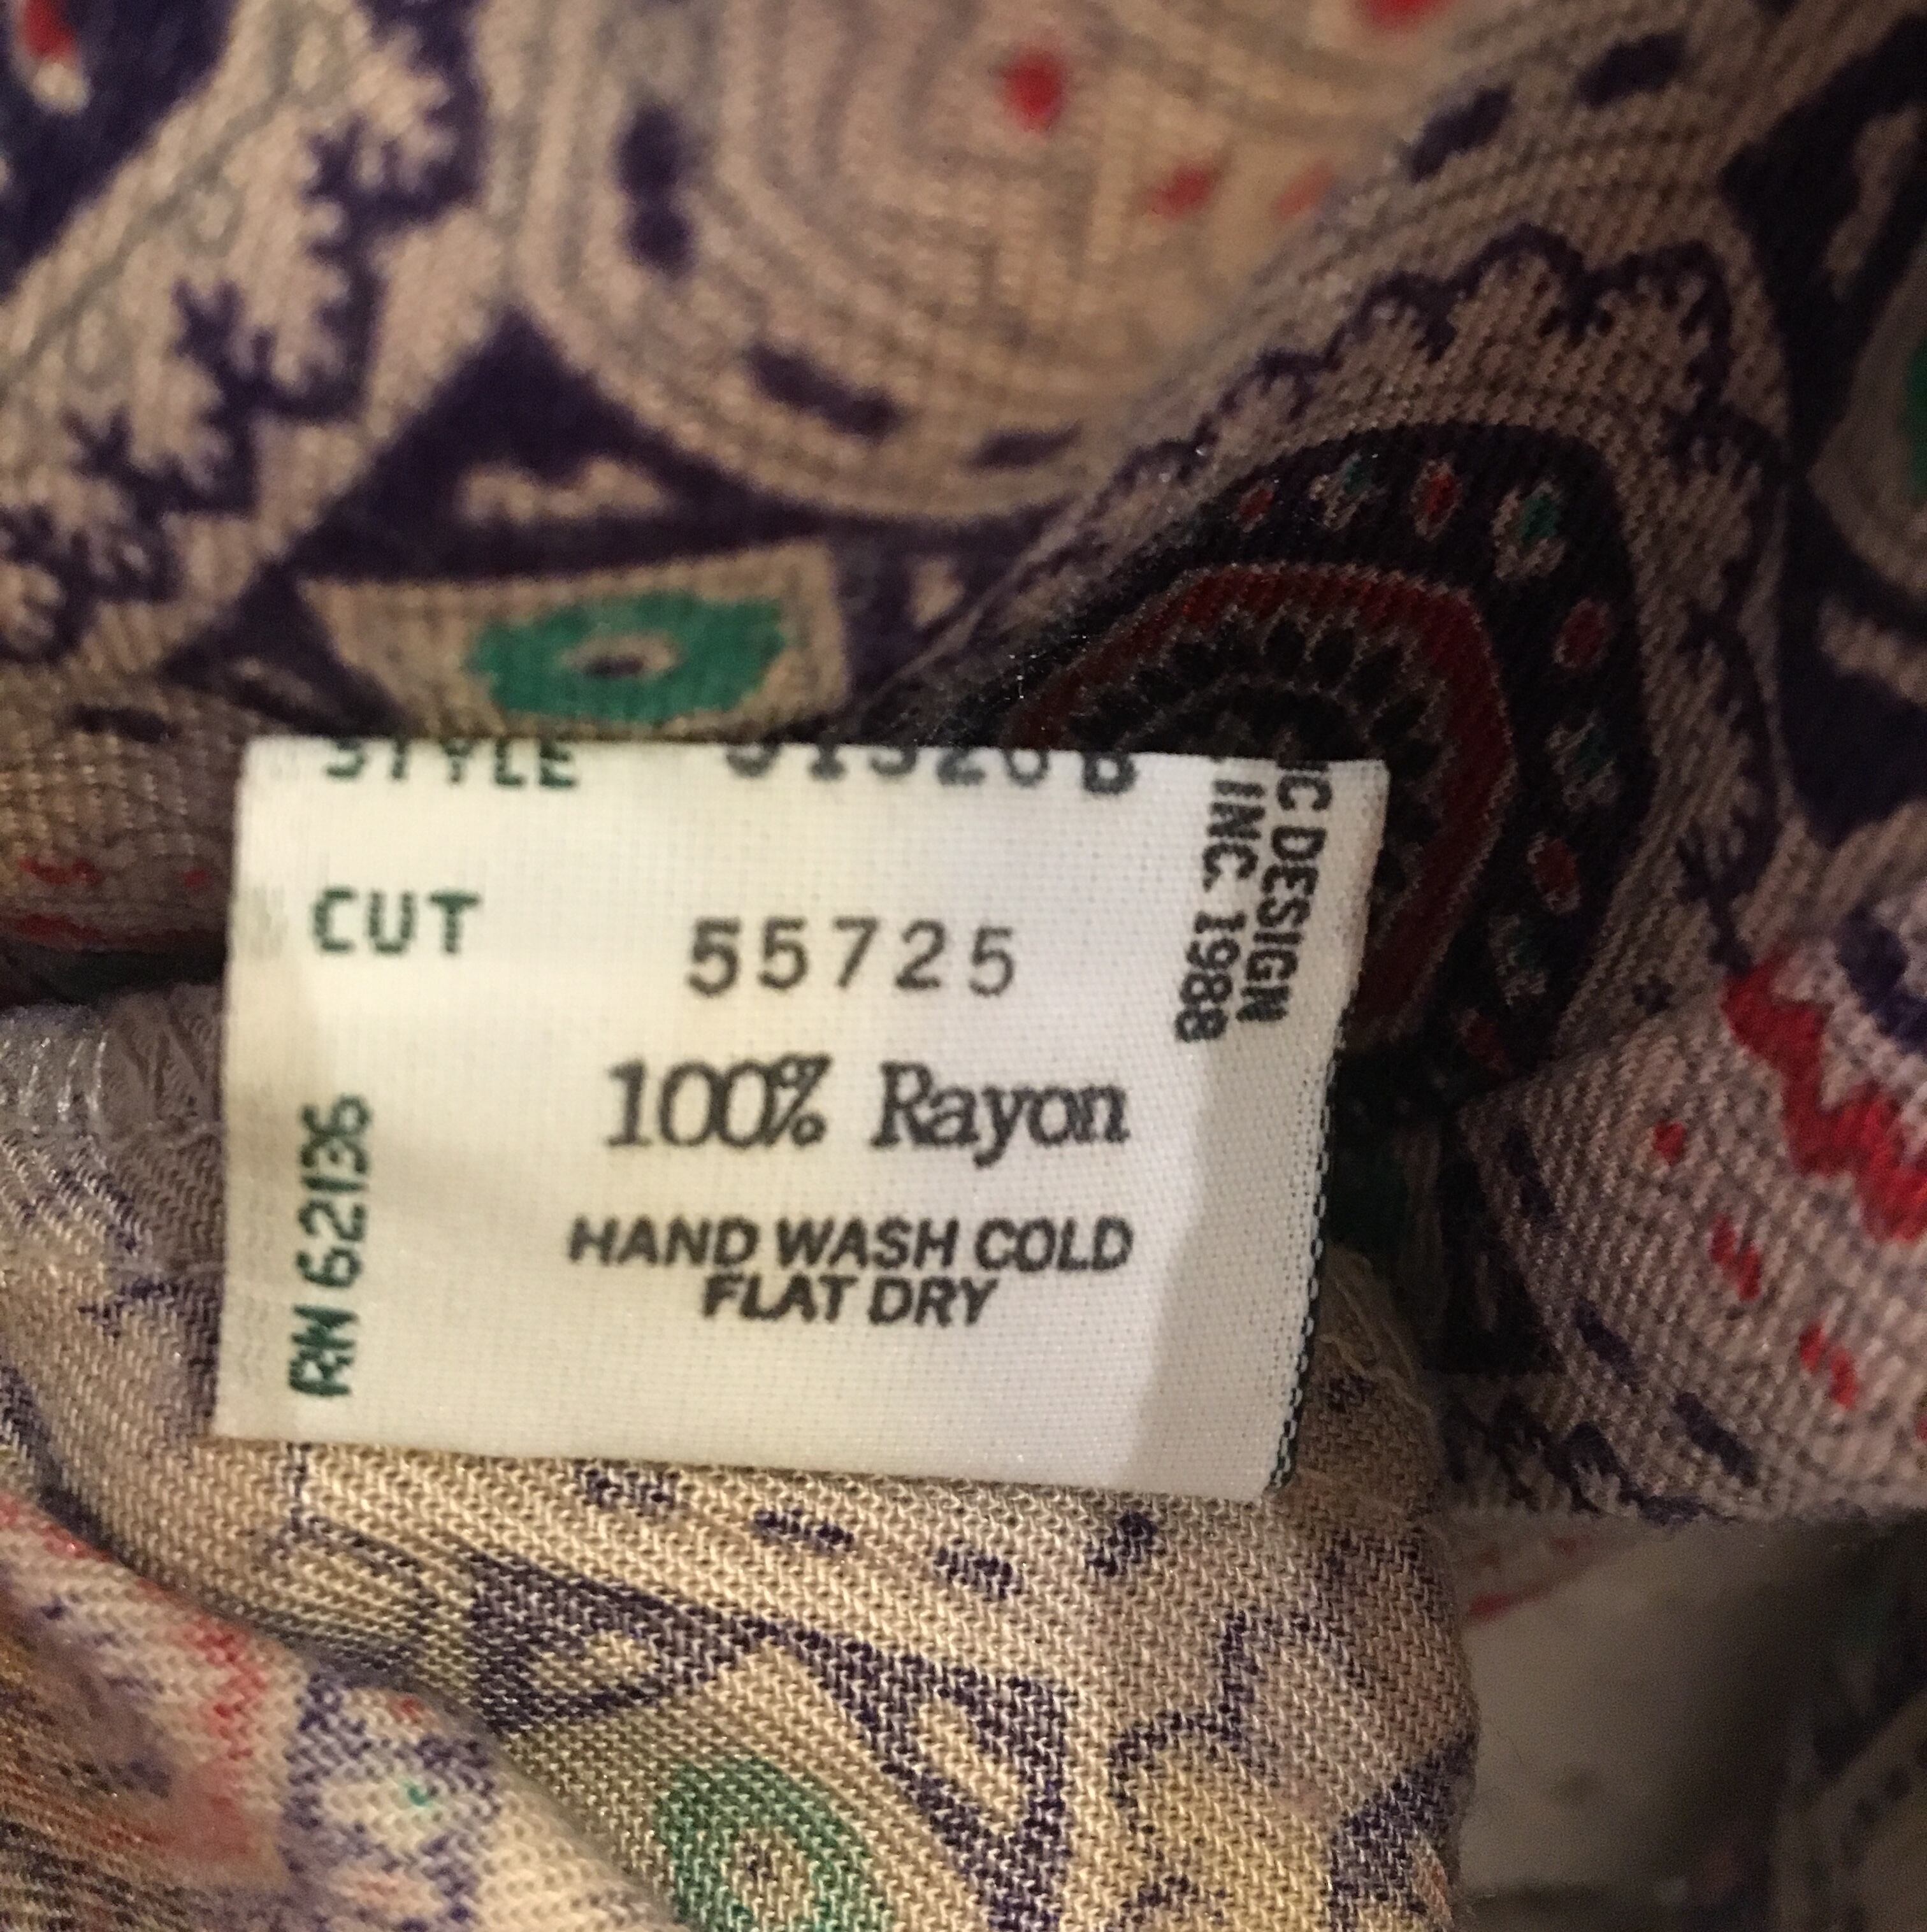 STYLE
CUT 55725
100% Rayon
HAND WASH COLD
FLAT DRY
RN 62136
DESIGN
INC. 1988